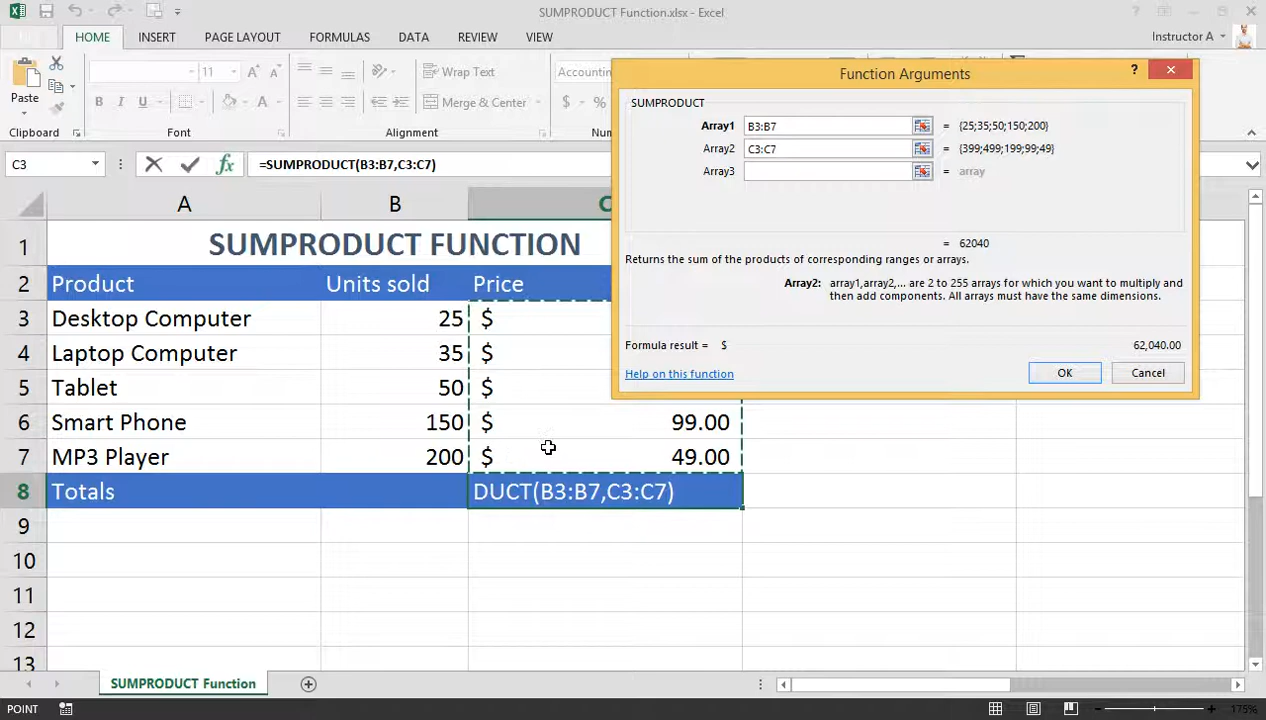 SUMPRODUCT Function.xlsx - Excel
HOME INSERT PAGE LAYOUT FORMULAS DATA REVIEW VIEW Instructor A
Paste 11 A A Wrap Text Accounting
B I U A Merge & Center $ %
Clipboard Font Alignment Num
C3 fx =SUMPRODUCT(B3:B7,C3:C7)
A B C
1 SUMPRODUCT FUNCTION
2 Product Units sold Price
3 Desktop Computer 25 $
4 Laptop Computer 35 $
5 Tablet 50 $
6 Smart Phone 150 $ 99.00
7 MP3 Player 200 $ 49.00
8 Totals DUCT(B3:B7,C3:C7)
9
10
11
12
13
Function Arguments ?
SUMPRODUCT
Array1 B3:B7 = {25;35;50;150;200}
Array2 C3:C7 = {399;499;199;99;49}
Array3 = array
= 62040
Returns the sum of the products of corresponding ranges or arrays.
Array2: array1,array2,... are 2 to 255 arrays for which you want to multiply and
then add components. All arrays must have the same dimensions.
Formula result = $ 62,040.00
Help on this function OK Cancel
SUMPRODUCT Function
POINT 175%